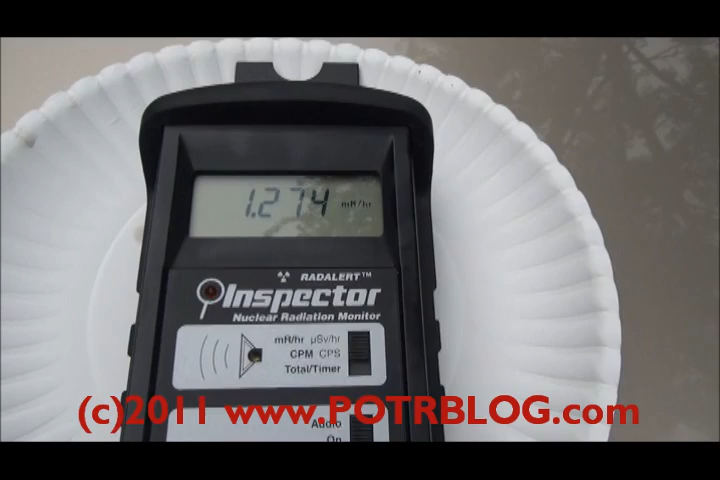 1.274 mR/hr
RADALERT™
Inspector
Nuclear Radiation Monitor
mR/hr µSv/hr
CPM CPS
Total/Timer
(c)2011 www.POTRBLOG.com
Audio
On